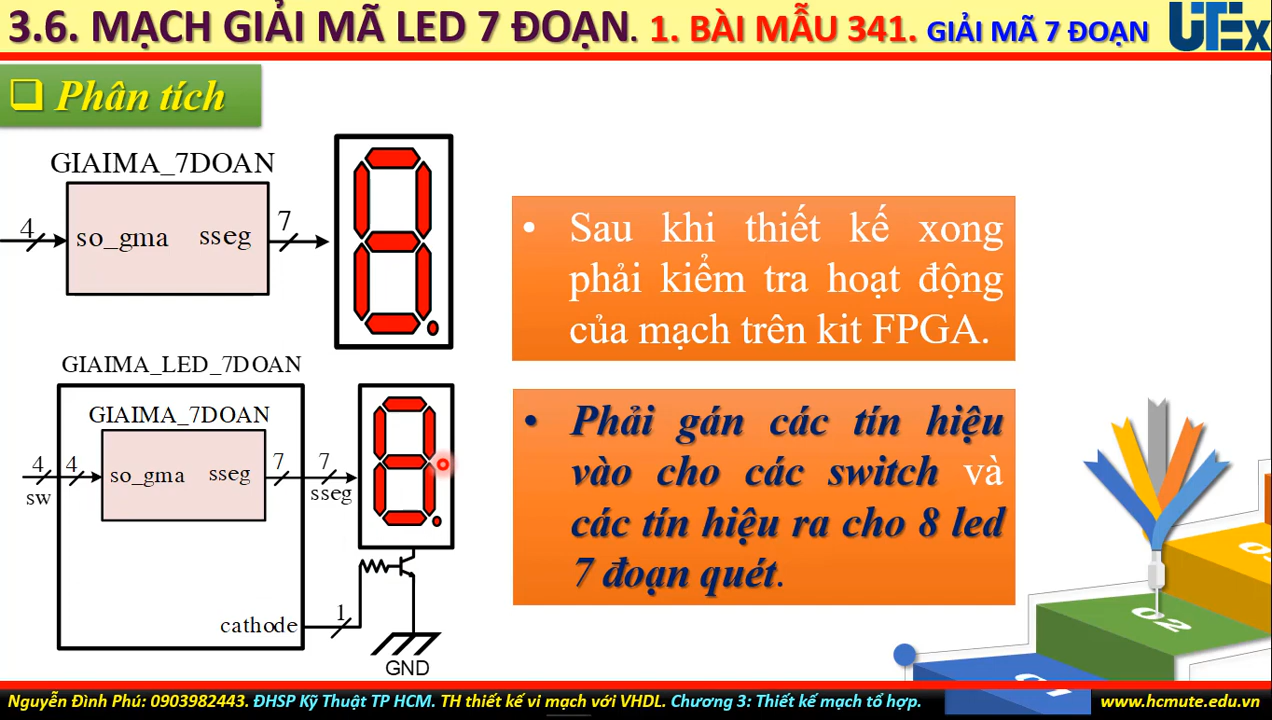 3.6. MẠCH GIẢI MÃ LED 7 ĐOẠN. 1. BÀI MẪU 341. GIẢI MÃ 7 ĐOẠN
UTEx
Phân tích
GIAIMA_7DOAN
4
so_gma
sseg
7
• Sau khi thiết kế xong
phải kiểm tra hoạt động
của mạch trên kit FPGA.
GIAIMA_LED_7DOAN
GIAIMA_7DOAN
4
4
so_gma
sseg
7
7
sw
sseg
cathode
1
GND
• Phải gán các tín hiệu
vào cho các switch và
các tín hiệu ra cho 8 led
7 đoạn quét.
02
Nguyễn Đình Phú: 0903982443. ĐHSP Kỹ Thuật TP HCM. TH thiết kế vi mạch với VHDL. Chương 3: Thiết kế mạch tổ hợp. www.hcmute.edu.vn